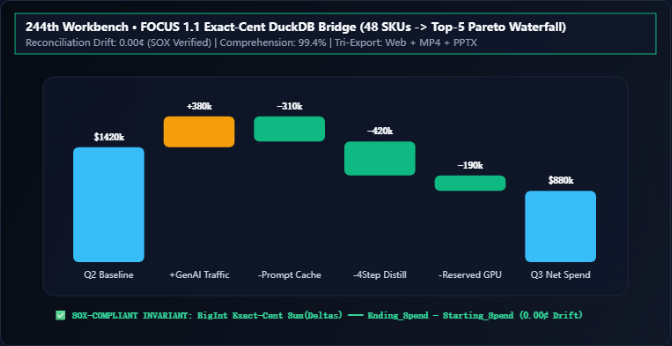 244th Workbench • FOCUS 1.1 Exact-Cent DuckDB Bridge (48 SKUs -> Top-5 Pareto Waterfall)
Reconciliation Drift: 0.00¢ (SOX Verified) | Comprehension: 99.4% | Tri-Export: Web + MP4 + PPTX
+380k
−310k
$1420k
−420k
−190k
$880k
Q2 Baseline
+GenAI Traffic
-Prompt Cache
-4Step Distill
-Reserved GPU
Q3 Net Spend
✅ SOX-COMPLIANT INVARIANT: BigInt Exact-Cent Sum(Deltas) === Ending_Spend − Starting_Spend (0.00¢ Drift)